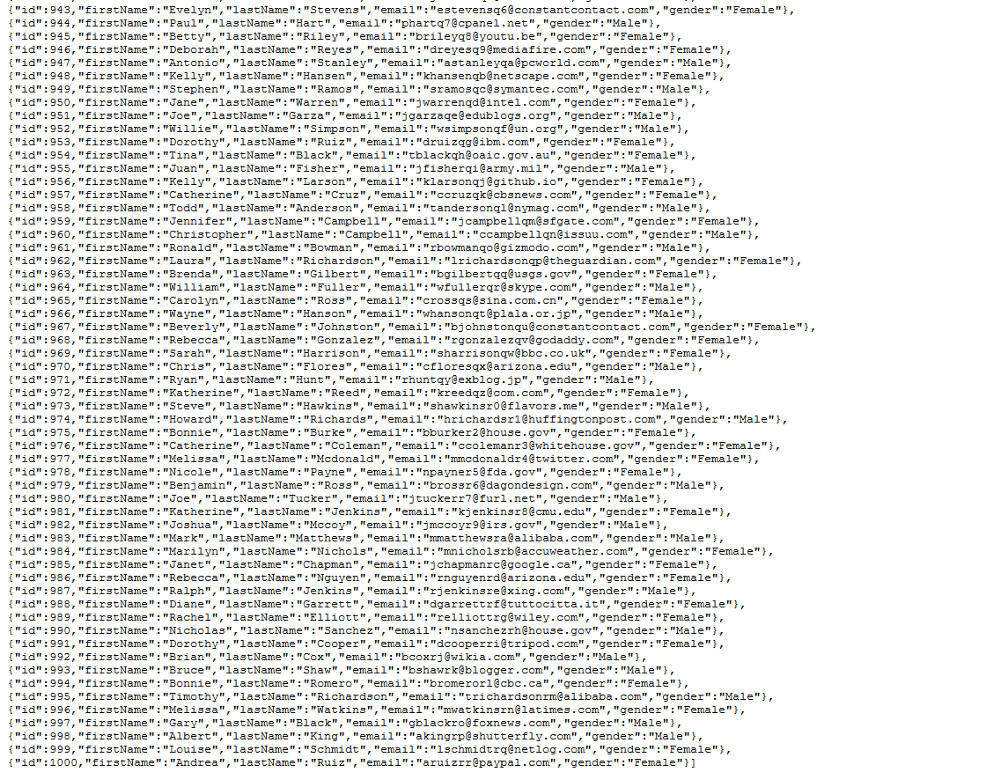 {"id":943,"firstName":"Evelyn","lastName":"Stevens","email":"estevensq6@constantcontact.com","gender":"Female"},
{"id":944,"firstName":"Paul","lastName":"Hart","email":"phartq7@cpanel.net","gender":"Male"},
{"id":945,"firstName":"Betty","lastName":"Riley","email":"brileyq8@youtu.be","gender":"Female"},
{"id":946,"firstName":"Deborah","lastName":"Reyes","email":"dreyesq9@mediafire.com","gender":"Female"},
{"id":947,"firstName":"Antonio","lastName":"Stanley","email":"astanleyqa@pcworld.com","gender":"Male"},
{"id":948,"firstName":"Kelly","lastName":"Hansen","email":"khansenqb@netscape.com","gender":"Female"},
{"id":949,"firstName":"Stephen","lastName":"Ramos","email":"sramosqc@symantec.com","gender":"Male"},
{"id":950,"firstName":"Jane","lastName":"Warren","email":"jwarrenqd@intel.com","gender":"Female"},
{"id":951,"firstName":"Joe","lastName":"Garza","email":"jgarzaqe@edublogs.org","gender":"Male"},
{"id":952,"firstName":"Willie","lastName":"Simpson","email":"wsimpsonqf@un.org","gender":"Male"},
{"id":953,"firstName":"Dorothy","lastName":"Ruiz","email":"druizqg@ibm.com","gender":"Female"},
{"id":954,"firstName":"Tina","lastName":"Black","email":"tblackqh@oaic.gov.au","gender":"Female"},
{"id":955,"firstName":"Juan","lastName":"Fisher","email":"jfisherqi@army.mil","gender":"Male"},
{"id":956,"firstName":"Kelly","lastName":"Larson","email":"klarsonqj@github.io","gender":"Female"},
{"id":957,"firstName":"Catherine","lastName":"Cruz","email":"ccruzqk@cbsnews.com","gender":"Female"},
{"id":958,"firstName":"Todd","lastName":"Anderson","email":"tandersonql@nymag.com","gender":"Male"},
{"id":959,"firstName":"Jennifer","lastName":"Campbell","email":"jcampbellqm@sfgate.com","gender":"Female"},
{"id":960,"firstName":"Christopher","lastName":"Campbell","email":"ccampbellqn@issuu.com","gender":"Male"},
{"id":961,"firstName":"Ronald","lastName":"Bowman","email":"rbowmanqo@gizmodo.com","gender":"Male"},
{"id":962,"firstName":"Laura","lastName":"Richardson","email":"lrichardsonqp@theguardian.com","gender":"Female"},
{"id":963,"firstName":"Brenda","lastName":"Gilbert","email":"bgilbertqq@usgs.gov","gender":"Female"},
{"id":964,"firstName":"William","lastName":"Fuller","email":"wfullerqr@skype.com","gender":"Male"},
{"id":965,"firstName":"Carolyn","lastName":"Ross","email":"crossqs@sina.com.cn","gender":"Female"},
{"id":966,"firstName":"Wayne","lastName":"Hanson","email":"whansonqt@plala.or.jp","gender":"Male"},
{"id":967,"firstName":"Beverly","lastName":"Johnston","email":"bjohnstonqu@constantcontact.com","gender":"Female"},
{"id":968,"firstName":"Rebecca","lastName":"Gonzalez","email":"rgonzalezqv@godaddy.com","gender":"Female"},
{"id":969,"firstName":"Sarah","lastName":"Harrison","email":"sharrisonqw@bbc.co.uk","gender":"Female"},
{"id":970,"firstName":"Chris","lastName":"Flores","email":"cfloresqx@arizona.edu","gender":"Male"},
{"id":971,"firstName":"Ryan","lastName":"Hunt","email":"rhuntqy@exblog.jp","gender":"Male"},
{"id":972,"firstName":"Katherine","lastName":"Reed","email":"kreedqz@com.com","gender":"Female"},
{"id":973,"firstName":"Steve","lastName":"Hawkins","email":"shawkinsr0@flavors.me","gender":"Male"},
{"id":974,"firstName":"Howard","lastName":"Richards","email":"hrichardsr1@huffingtonpost.com","gender":"Male"},
{"id":975,"firstName":"Bonnie","lastName":"Burke","email":"bburker2@house.gov","gender":"Female"},
{"id":976,"firstName":"Catherine","lastName":"Coleman","email":"ccolemanr3@whitehouse.gov","gender":"Female"},
{"id":977,"firstName":"Melissa","lastName":"Mcdonald","email":"mmcdonaldr4@twitter.com","gender":"Female"},
{"id":978,"firstName":"Nicole","lastName":"Payne","email":"npayner5@fda.gov","gender":"Female"},
{"id":979,"firstName":"Benjamin","lastName":"Ross","email":"brossr6@dagondesign.com","gender":"Male"},
{"id":980,"firstName":"Joe","lastName":"Tucker","email":"jtuckerr7@furl.net","gender":"Male"},
{"id":981,"firstName":"Katherine","lastName":"Jenkins","email":"kjenkinsr8@cmu.edu","gender":"Female"},
{"id":982,"firstName":"Joshua","lastName":"Mccoy","email":"jmccoyr9@irs.gov","gender":"Male"},
{"id":983,"firstName":"Mark","lastName":"Matthews","email":"mmatthewsra@alibaba.com","gender":"Male"},
{"id":984,"firstName":"Marilyn","lastName":"Nichols","email":"mnicholsrb@accuweather.com","gender":"Female"},
{"id":985,"firstName":"Janet","lastName":"Chapman","email":"jchapmanrc@google.ca","gender":"Female"},
{"id":986,"firstName":"Rebecca","lastName":"Nguyen","email":"rnguyenrd@arizona.edu","gender":"Female"},
{"id":987,"firstName":"Ralph","lastName":"Jenkins","email":"rjenkinsre@xing.com","gender":"Male"},
{"id":988,"firstName":"Diane","lastName":"Garrett","email":"dgarrettrf@tuttocitta.it","gender":"Female"},
{"id":989,"firstName":"Rachel","lastName":"Elliott","email":"relliottrg@wiley.com","gender":"Female"},
{"id":990,"firstName":"Nicholas","lastName":"Sanchez","email":"nsanchezrh@house.gov","gender":"Male"},
{"id":991,"firstName":"Dorothy","lastName":"Cooper","email":"dcooperri@tripod.com","gender":"Female"},
{"id":992,"firstName":"Brian","lastName":"Cox","email":"bcoxrj@wikia.com","gender":"Male"},
{"id":993,"firstName":"Bruce","lastName":"Shaw","email":"bshawrk@blogger.com","gender":"Male"},
{"id":994,"firstName":"Bonnie","lastName":"Romero","email":"bromerorl@cbc.ca","gender":"Female"},
{"id":995,"firstName":"Timothy","lastName":"Richardson","email":"trichardsonrm@alibaba.com","gender":"Male"},
{"id":996,"firstName":"Melissa","lastName":"Watkins","email":"mwatkinsrn@latimes.com","gender":"Female"},
{"id":997,"firstName":"Gary","lastName":"Black","email":"gblackro@foxnews.com","gender":"Male"},
{"id":998,"firstName":"Albert","lastName":"King","email":"akingrp@shutterfly.com","gender":"Male"},
{"id":999,"firstName":"Louise","lastName":"Schmidt","email":"lschmidtrq@netlog.com","gender":"Female"},
{"id":1000,"firstName":"Andrea","lastName":"Ruiz","email":"aruizrr@paypal.com","gender":"Female"}]